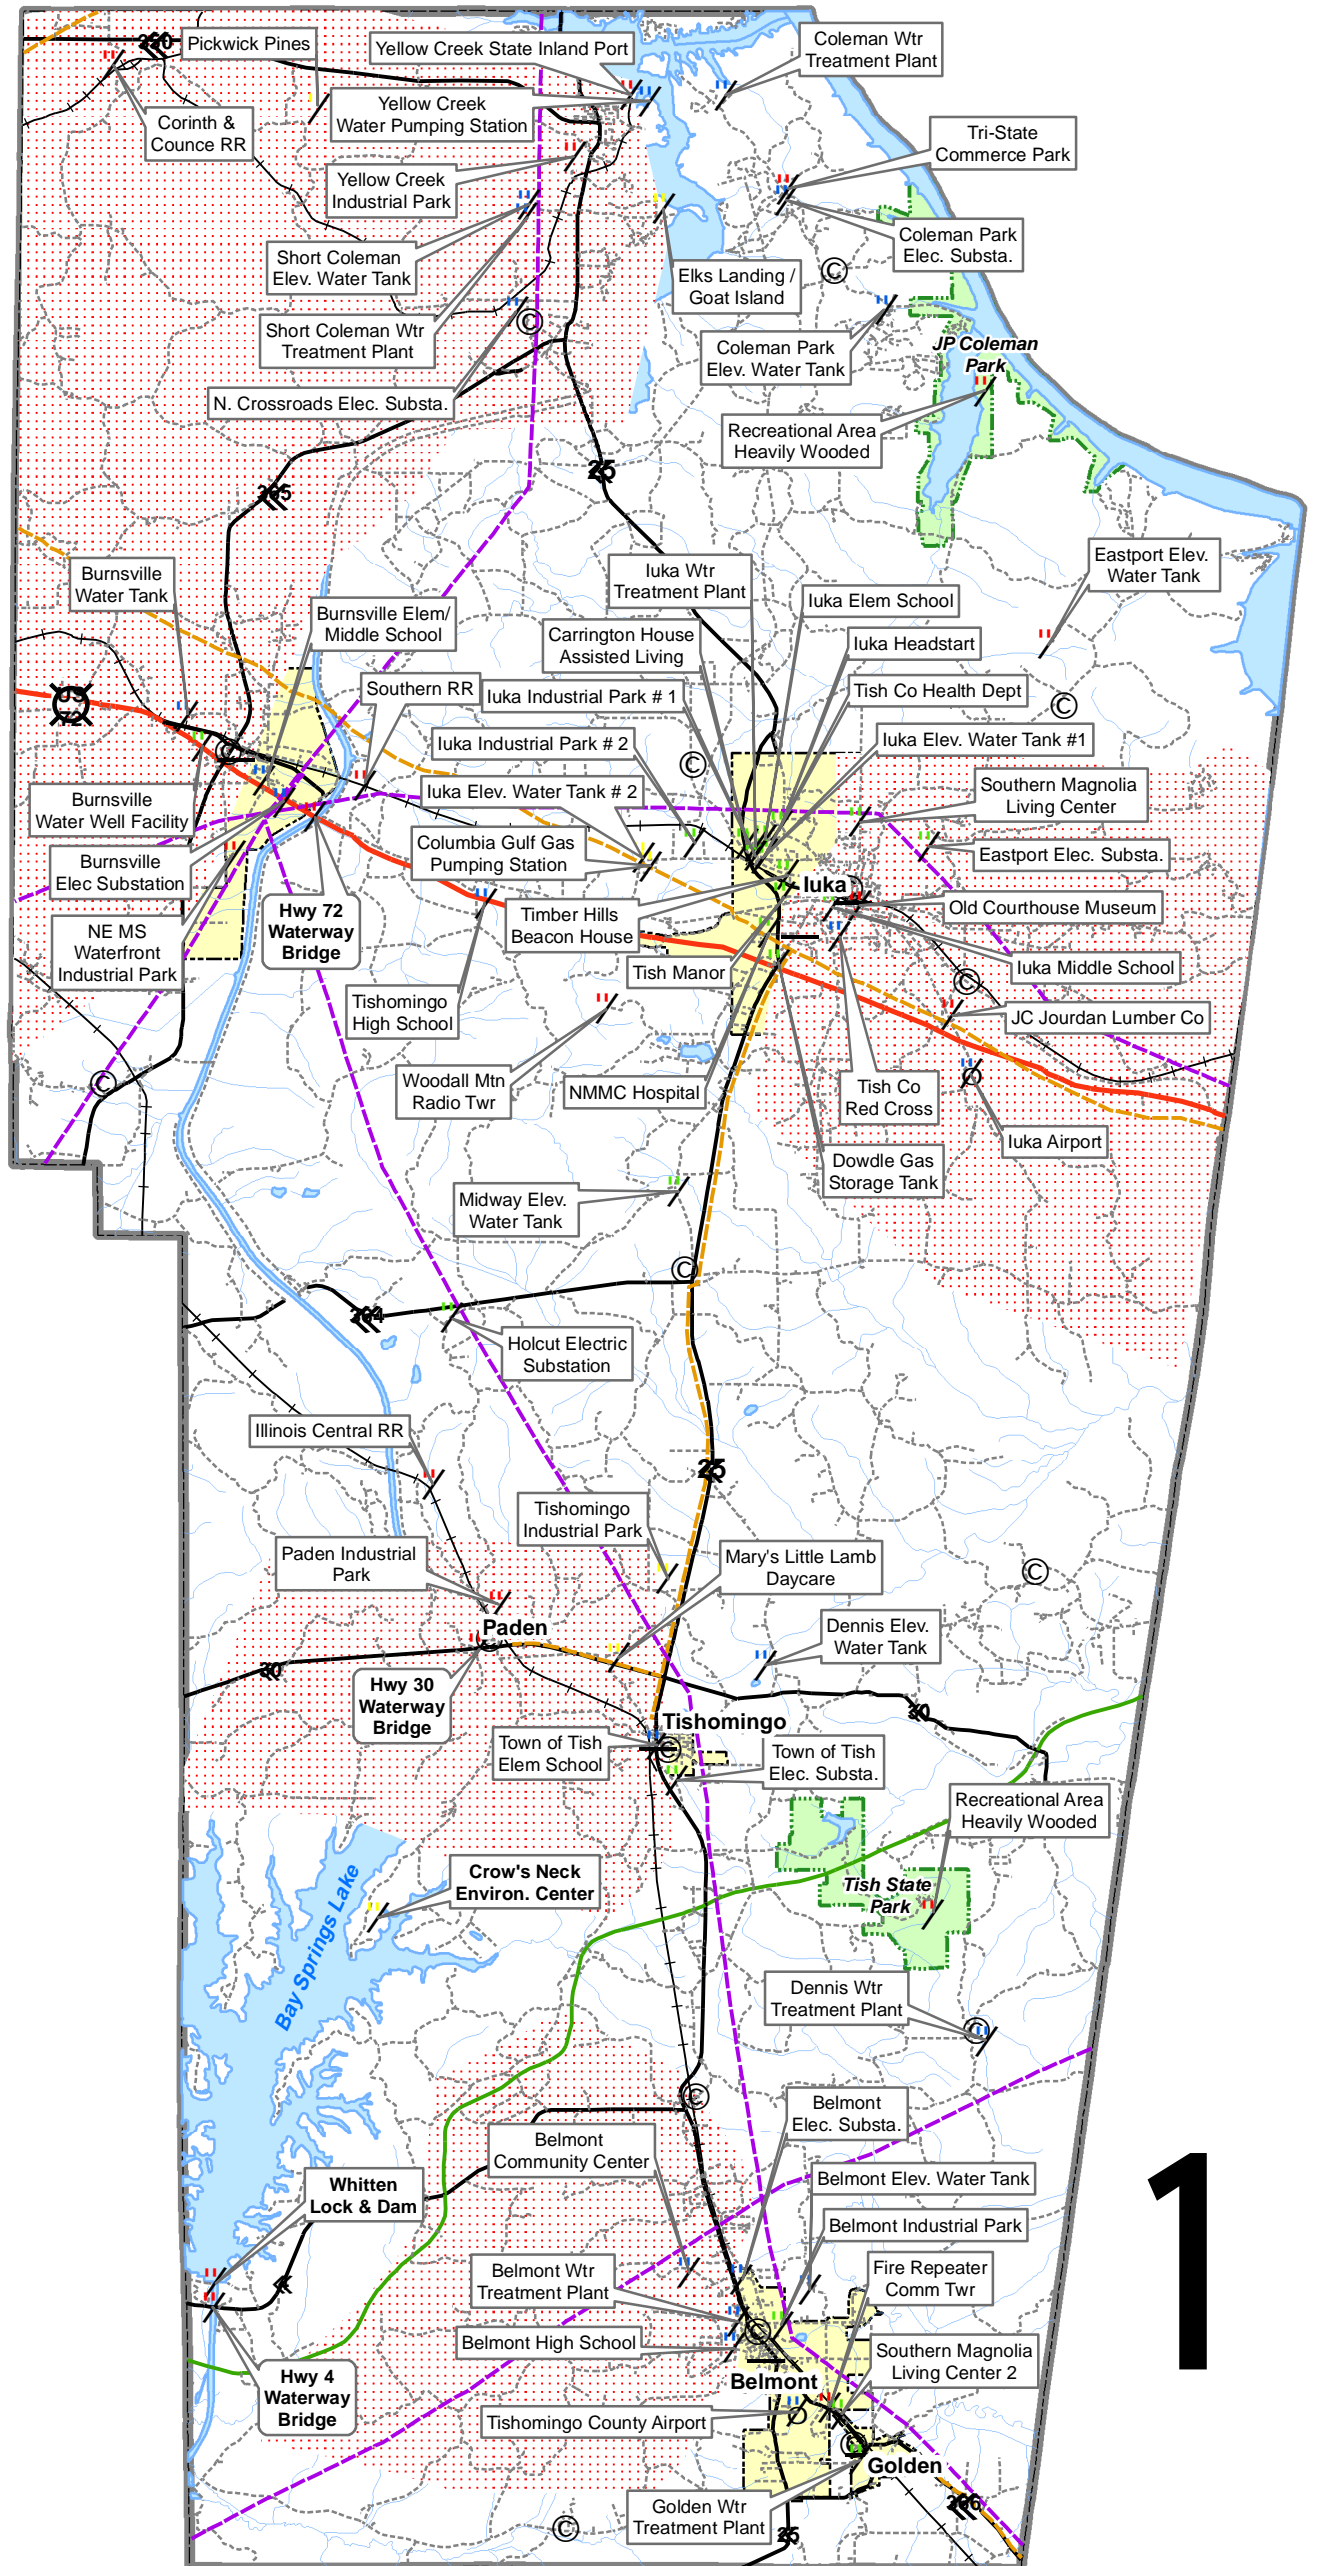 350
Pickwick Pines
Yellow Creek State Inland Port
Coleman Wtr
Treatment Plant
Corinth &
Counce RR
Yellow Creek
Water Pumping Station
Tri-State
Commerce Park
Yellow Creek
Industrial Park
Coleman Park
Elec. Substa.
Short Coleman
Elev. Water Tank
Elks Landing /
Goat Island
©
Short Coleman Wtr
Treatment Plant
©
Coleman Park
Elev. Water Tank
JP Coleman
Park
N. Crossroads Elec. Substa.
Recreational Area
Heavily Wooded
25
365
Burnsville
Water Tank
Iuka Wtr
Treatment Plant
Eastport Elev.
Water Tank
Burnsville Elem/
Middle School
Iuka Elem School
Carrington House
Assisted Living
Iuka Headstart
Southern RR
Iuka Industrial Park # 1
Tish Co Health Dept
©
72
Iuka Industrial Park # 2
Iuka Elev. Water Tank #1
©
©
Iuka Elev. Water Tank # 2
Southern Magnolia
Living Center
Burnsville
Water Well Facility
Columbia Gulf Gas
Pumping Station
Eastport Elec. Substa.
Burnsville
Elec Substation
Iuka
Hwy 72
Waterway
Bridge
Timber Hills
Beacon House
Old Courthouse Museum
NE MS
Waterfront
Industrial Park
Tish Manor
Iuka Middle School
©
Tishomingo
High School
JC Jourdan Lumber Co
Woodall Mtn
Radio Twr
NMMC Hospital
Tish Co
Red Cross
©
Iuka Airport
Dowdle Gas
Storage Tank
Midway Elev.
Water Tank
©
364
Holcut Electric
Substation
Illinois Central RR
25
Tishomingo
Industrial Park
Paden Industrial
Park
Mary's Little Lamb
Daycare
©
Paden
Dennis Elev.
Water Tank
30
Hwy 30
Waterway
Bridge
30
Tishomingo
Town of Tish
Elem School
©
Town of Tish
Elec. Substa.
Recreational Area
Heavily Wooded
Crow's Neck
Environ. Center
Tish State
Park
Bay Springs Lake
Dennis Wtr
Treatment Plant
©
©
Belmont
Elec. Substa.
Belmont
Community Center
Whitten
Lock & Dam
Belmont Elev. Water Tank
1
Belmont Industrial Park
4
Belmont Wtr
Treatment Plant
Fire Repeater
Comm Twr
©
Belmont High School
Southern Magnolia
Living Center 2
Hwy 4
Waterway
Bridge
Belmont
Tishomingo County Airport
©
Golden
Golden Wtr
Treatment Plant
366
©
25